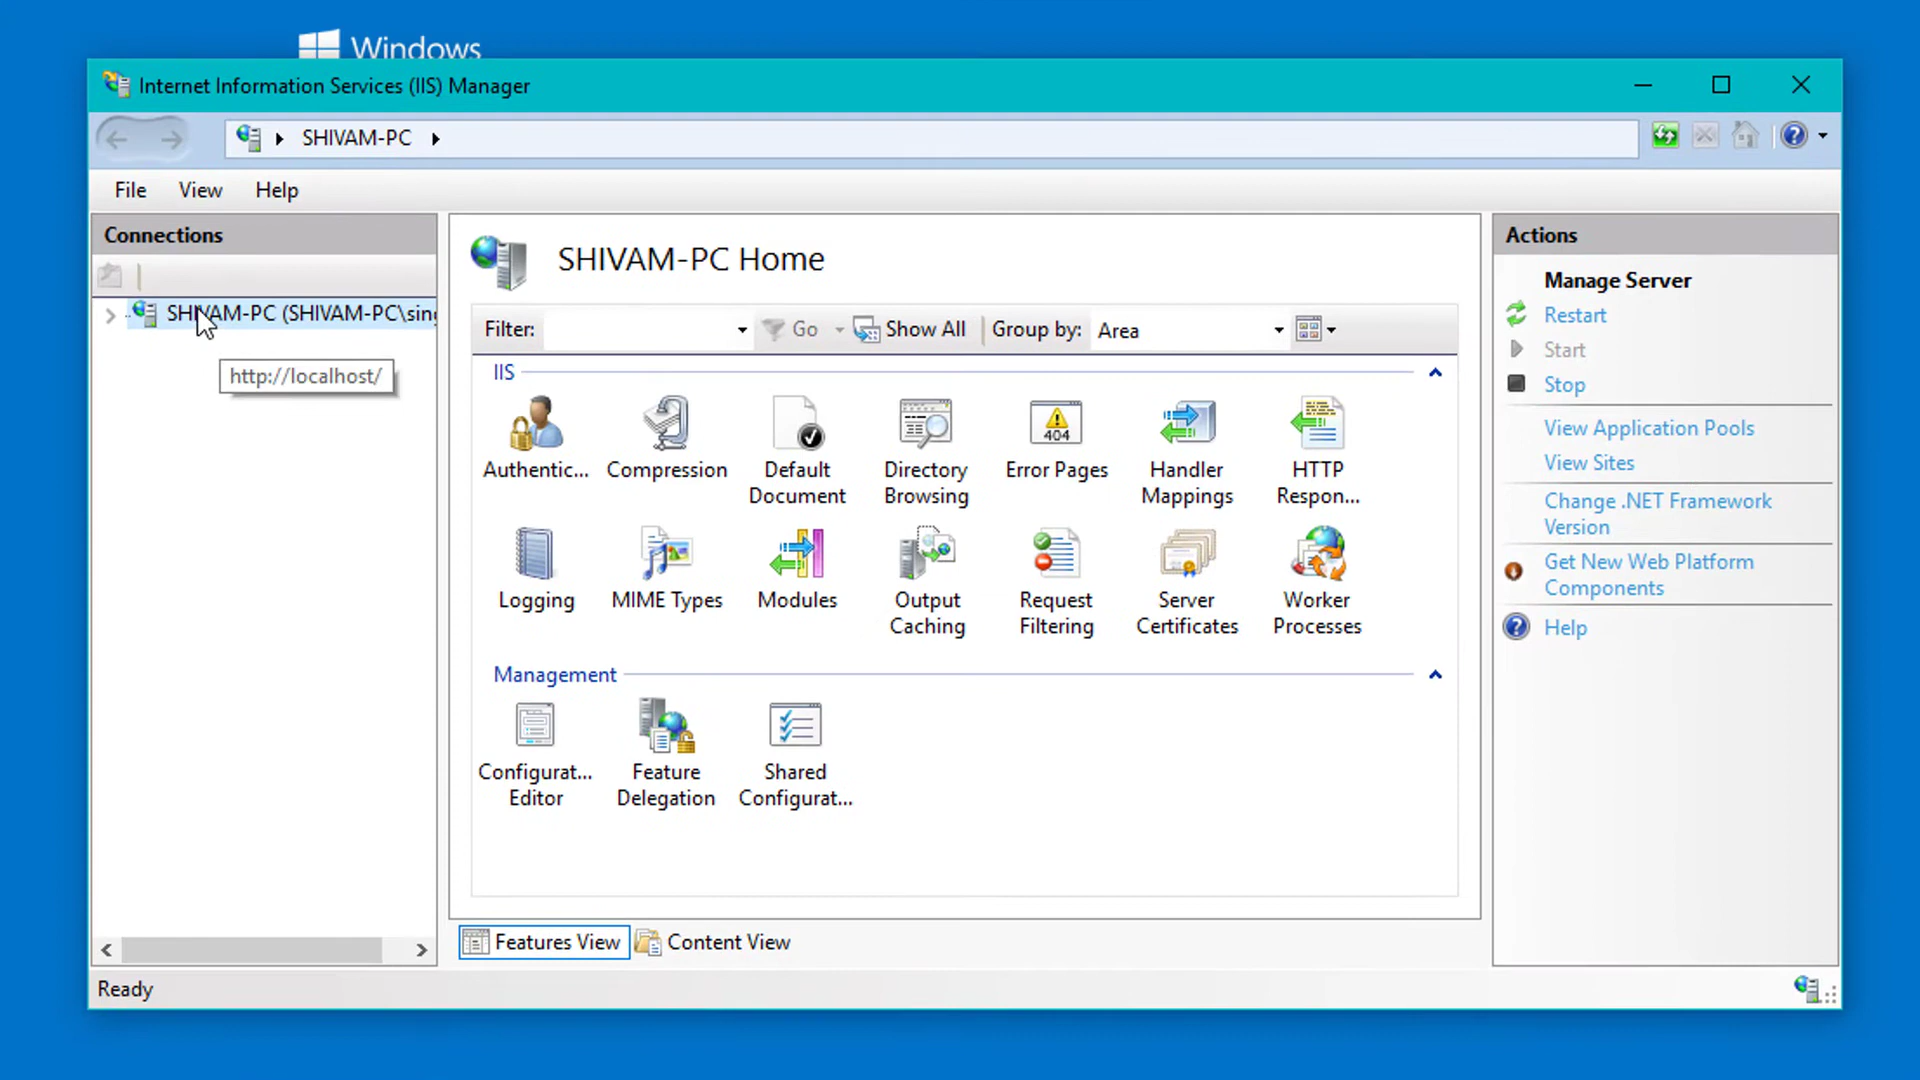 Windows
Internet Information Services (IIS) Manager
SHIVAM-PC
File View Help
Connections
SHIVAM-PC (SHIVAM-PC\sing
http://localhost/
SHIVAM-PC Home
Filter: Go Show All Group by: Area
IIS
Authentic... Compression Default Document Directory Browsing Error Pages Handler Mappings HTTP Respon...
404
Logging MIME Types Modules Output Caching Request Filtering Server Certificates Worker Processes
Management
Configurat... Editor Feature Delegation Shared Configurat...
Features View Content View
Ready
Actions
Manage Server
Restart
Start
Stop
View Application Pools
View Sites
Change .NET Framework
Version
Get New Web Platform
Components
Help